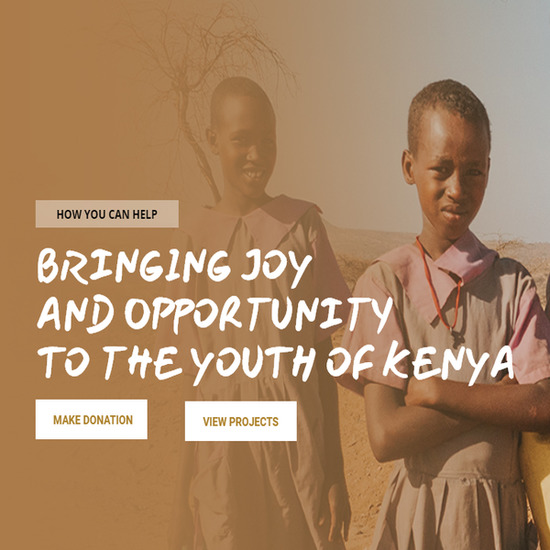 HOW YOU CAN HELP
BRINGING JOY
AND OPPORTUNITY
TO THE YOUTH OF KENYA
MAKE DONATION
VIEW PROJECTS